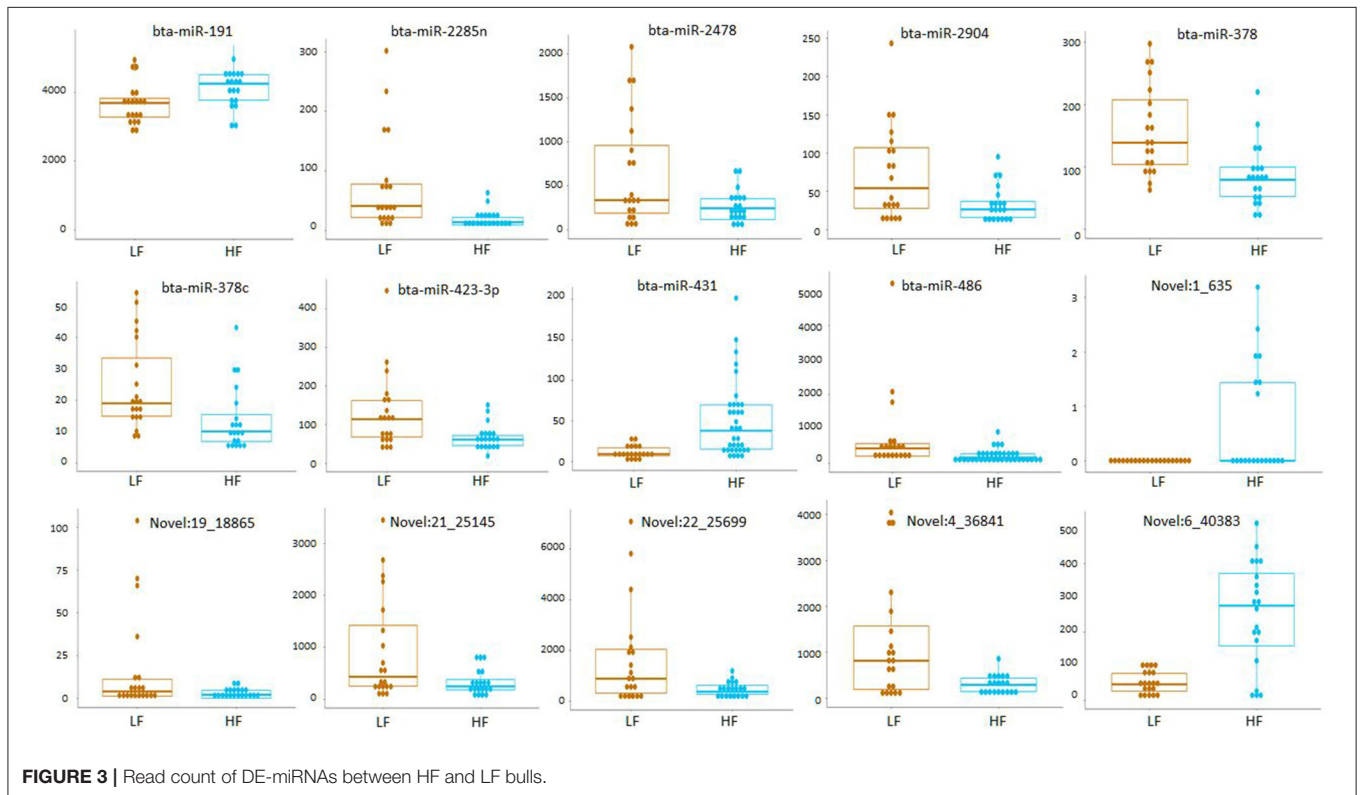 bta-miR-191
bta-miR-2285n
bta-miR-2478
bta-miR-2904
bta-miR-378
4000
2000
0
LF
HF
300
200
100
0
LF
HF
2000
1500
1000
500
0
LF
HF
250
200
150
100
50
0
LF
HF
300
200
100
0
LF
HF
bta-miR-378c
bta-miR-423-3p
bta-miR-431
bta-miR-486
Novel:1_635
50
40
30
20
10
0
LF
HF
400
300
200
100
0
LF
HF
200
150
100
50
0
LF
HF
5000
4000
3000
2000
1000
500
0
LF
HF
3
2
1
0
LF
HF
Novel:19_18865
Novel:21_25145
Novel:22_25699
Novel:4_36841
Novel:6_40383
100
75
50
25
0
LF
HF
3000
2000
1000
0
LF
HF
6000
4000
2000
0
LF
HF
4000
3000
2000
1000
0
LF
HF
500
400
300
200
100
0
LF
HF
FIGURE 3 | Read count of DE-miRNAs between HF and LF bulls.